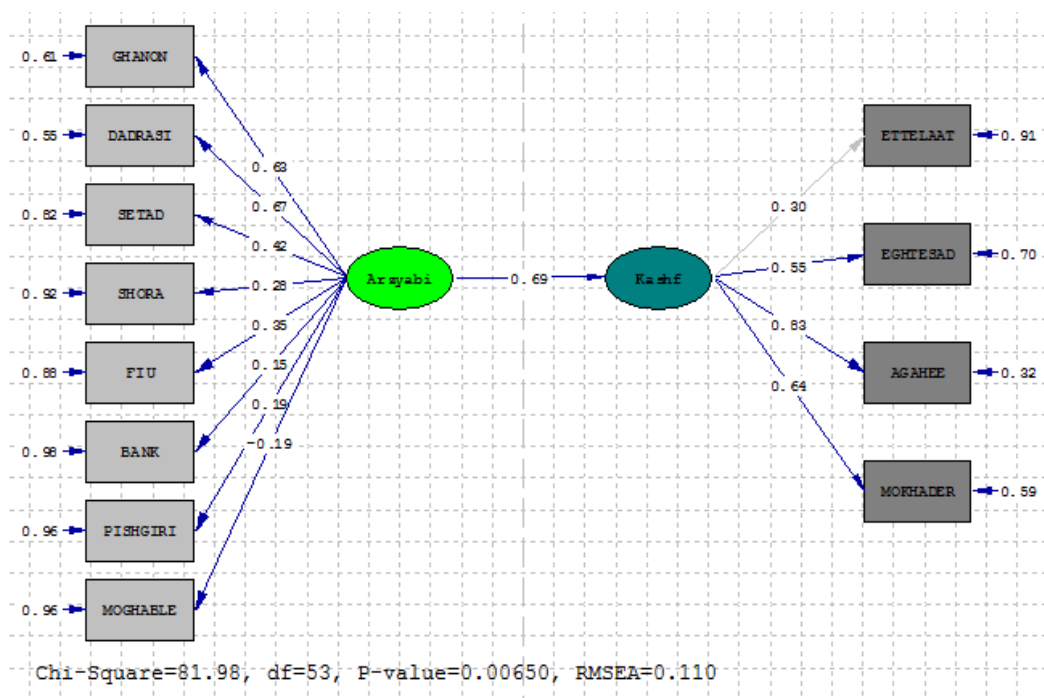 0.61 GHANON
0.55 DADRASI
0.82 SETAD
0.92 SHORA
0.88 FIU
0.98 BANK
0.96 PISHGIRI
0.96 MOGHABLE
0.63
0.67
0.42
0.28
0.35
0.15
0.19
-0.19
Arzyabi
0.69
Kashf
0.30
0.55
0.83
0.64
ETTELAAT 0.91
EGHTESAD 0.70
AGAHEE 0.32
MOKHADER 0.59
Chi-Square=81.98, df=53, P-value=0.00650, RMSEA=0.110